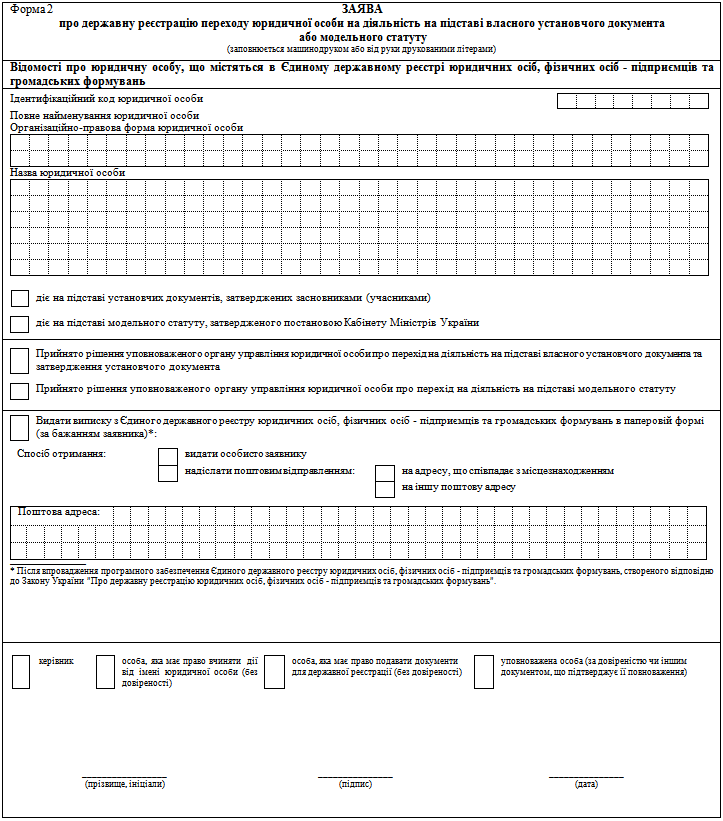 Форма 2
ЗАЯВА
про державну реєстрацію переходу юридичної особи на діяльність на підставі власного установчого документа
або модельного статуту
(заповнюється машинодруком або від руки друкованими літерами)
Відомості про юридичну особу, що містяться в Єдиному державному реєстрі юридичних осіб, фізичних осіб - підприємців та
громадських формувань
Ідентифікаційний код юридичної особи
Повне найменування юридичної особи
Організаційно-правова форма юридичної особи
Назва юридичної особи
діє на підставі установчих документів, затверджених засновниками (учасниками)
діє на підставі модельного статуту, затвердженого постановою Кабінету Міністрів України
Прийнято рішення уповноваженого органу управління юридичної особи про перехід на діяльність на підставі власного установчого документа та
затвердження установчого документа
Прийнято рішення уповноваженого органу управління юридичної особи про перехід на діяльність на підставі модельного статуту
Видати виписку з Єдиного державного реєстру юридичних осіб, фізичних осіб - підприємців та громадських формувань в паперовій формі
(за бажанням заявника)*:
Спосіб отримання:
видати особисто заявнику
надіслати поштовим відправленням:
на адресу, що співпадає з місцезнаходженням
на іншу поштову адресу
Поштова адреса:
* Після впровадження програмного забезпечення Єдиного державного реєстру юридичних осіб, фізичних осіб - підприємців та громадських формувань, створеного відповідно
до Закону України "Про державну реєстрацію юридичних осіб, фізичних осіб - підприємців та громадських формувань".
керівник
особа, яка має право вчиняти дії
від імені юридичної особи (без
довіреності)
особа, яка має право подавати документи
для державної реєстрації (без довіреності)
уповноважена особа (за довіреністю чи іншим
документом, що підтверджує її повноваження)
(прізвище, ініціали)
(підпис)
(дата)